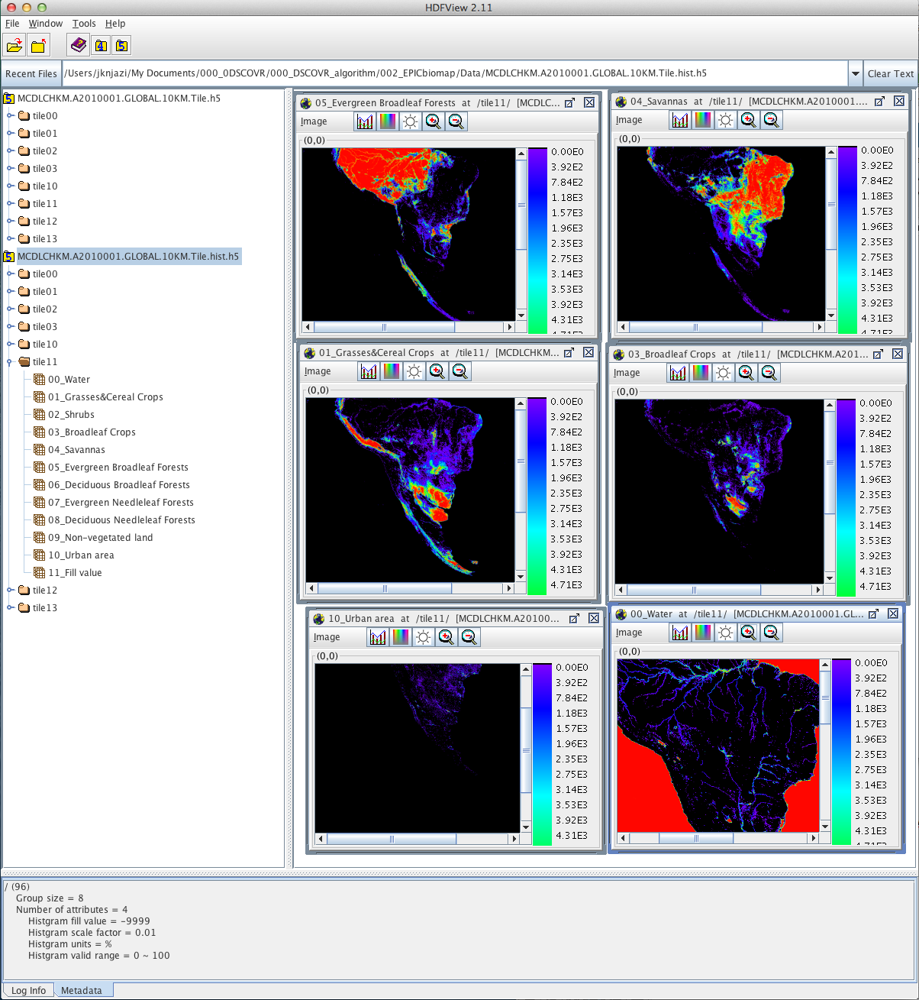 HDFView 2.11
File Window Tools Help
4 5
Recent Files /Users/jknjazi/My Documents/000_0DSCOVR/000_DSCOVR_algorithm/002_EPICbiomap/Data/MCDLCHKM.A2010001.GLOBAL.10KM.Tile.hist.h5 Clear Text
5 MCDLCHKM.A2010001.GLOBAL.10KM.Tile.h5
tile00
tile01
tile02
tile03
tile10
tile11
tile12
tile13
5 MCDLCHKM.A2010001.GLOBAL.10KM.Tile.hist.h5
tile00
tile01
tile02
tile03
tile10
tile11
00_Water
01_Grasses&Cereal Crops
02_Shrubs
03_Broadleaf Crops
04_Savannas
05_Evergreen Broadleaf Forests
06_Deciduous Broadleaf Forests
07_Evergreen Needleleaf Forests
08_Deciduous Needleleaf Forests
09_Non-vegetated land
10_Urban area
11_Fill value
tile12
tile13
05_Evergreen Broadleaf Forests at /tile11/ [MCDLC...
Image
(0,0)
0.00E0
3.92E2
7.84E2
1.18E3
1.57E3
1.96E3
2.35E3
2.75E3
3.14E3
3.53E3
3.92E3
4.31E3
4.71E3
04_Savannas at /tile11/ [MCDLCHKM.A2010001....
Image
(0,0)
0.00E0
3.92E2
7.84E2
1.18E3
1.57E3
1.96E3
2.35E3
2.75E3
3.14E3
3.53E3
3.92E3
4.31E3
4.71E3
01_Grasses&Cereal Crops at /tile11/ [MCDLCHKM...
Image
(0,0)
0.00E0
3.92E2
7.84E2
1.18E3
1.57E3
1.96E3
2.35E3
2.75E3
3.14E3
3.53E3
3.92E3
4.31E3
4.71E3
03_Broadleaf Crops at /tile11/ [MCDLCHKM.A201...
Image
(0,0)
0.00E0
3.92E2
7.84E2
1.18E3
1.57E3
1.96E3
2.35E3
2.75E3
3.14E3
3.53E3
3.92E3
4.31E3
4.71E3
10_Urban area at /tile11/ [MCDLCHKM.A20100...
Image
(0,0)
0.00E0
3.92E2
7.84E2
1.18E3
1.57E3
1.96E3
2.35E3
2.75E3
3.14E3
3.53E3
3.92E3
4.31E3
00_Water at /tile11/ [MCDLCHKM.A2010001.GL...
Image
(0,0)
0.00E0
3.92E2
7.84E2
1.18E3
1.57E3
1.96E3
2.35E3
2.75E3
3.14E3
3.53E3
3.92E3
4.31E3
/ (96)
Group size = 8
Number of attributes = 4
Histgram fill value = -9999
Histgram scale factor = 0.01
Histgram units = %
Histgram valid range = 0 ~ 100
Log Info Metadata